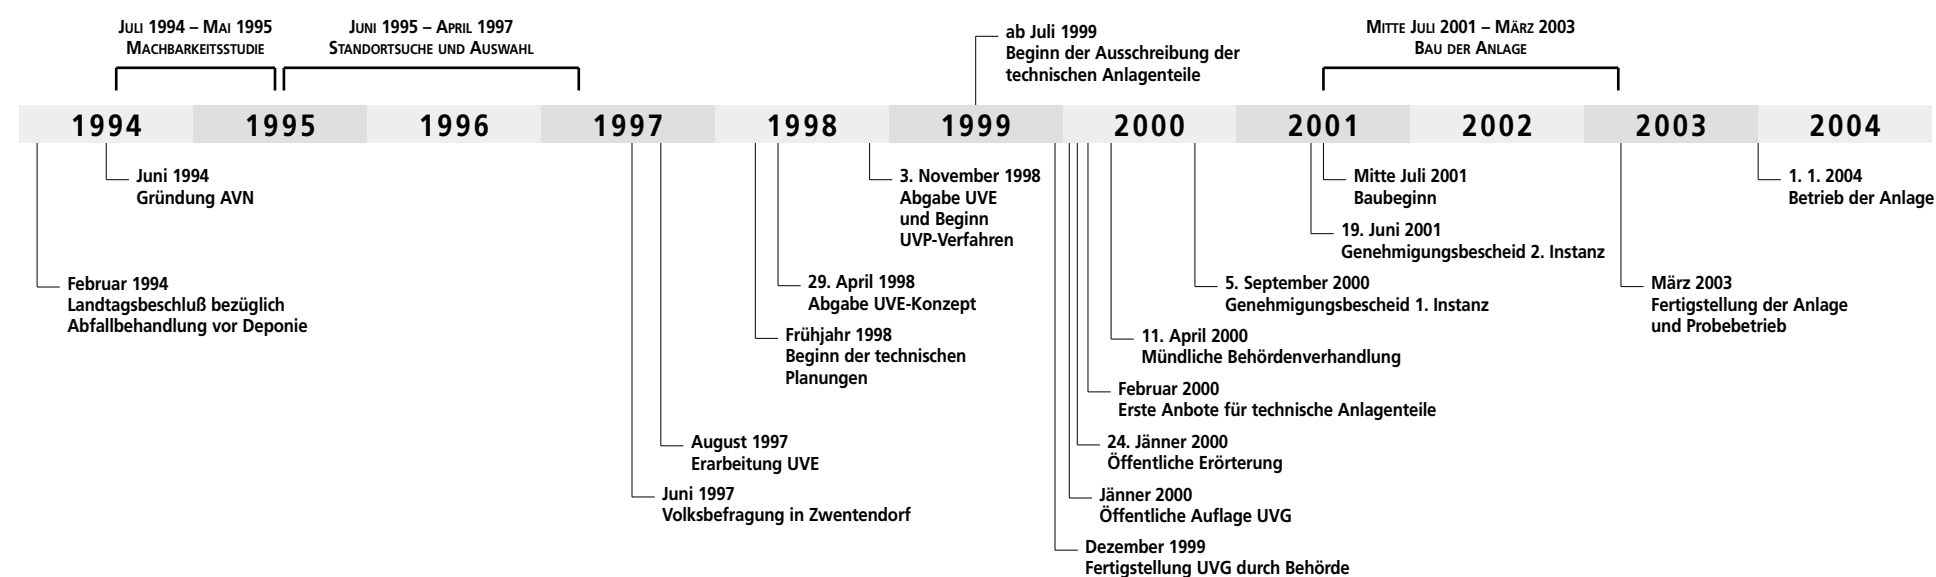 Juli 1994 – Mai 1995
Machbarkeitsstudie
Juni 1995 – April 1997
Standortsuche und Auswahl
ab Juli 1999
Beginn der Ausschreibung der
technischen Anlagenteile
Mitte Juli 2001 – März 2003
Bau der Anlage
1994 1995 1996 1997 1998 1999 2000 2001 2002 2003 2004
Juni 1994
Gründung AVN
Februar 1994
Landtagsbeschluß bezüglich
Abfallbehandlung vor Deponie
3. November 1998
Abgabe UVE
und Beginn
UVP-Verfahren
29. April 1998
Abgabe UVE-Konzept
Frühjahr 1998
Beginn der technischen
Planungen
August 1997
Erarbeitung UVE
Juni 1997
Volksbefragung in Zwentendorf
Mitte Juli 2001
Baubeginn
19. Juni 2001
Genehmigungsbescheid 2. Instanz
5. September 2000
Genehmigungsbescheid 1. Instanz
11. April 2000
Mündliche Behördenverhandlung
Februar 2000
Erste Anbote für technische Anlagenteile
24. Jänner 2000
Öffentliche Erörterung
Jänner 2000
Öffentliche Auflage UVG
Dezember 1999
Fertigstellung UVG durch Behörde
1. 1. 2004
Betrieb der Anlage
März 2003
Fertigstellung der Anlage
und Probebetrieb